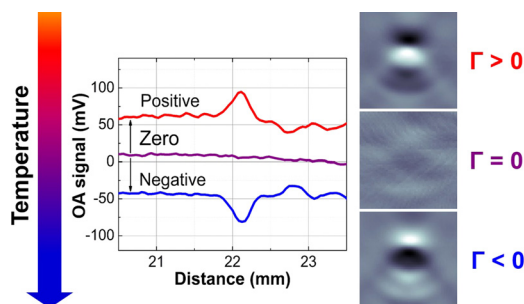 Temperature
OA signal (mV)
100
50
0
-50
-100
Positive
Zero
Negative
21
22
23
Distance (mm)
Γ > 0
Γ = 0
Γ < 0